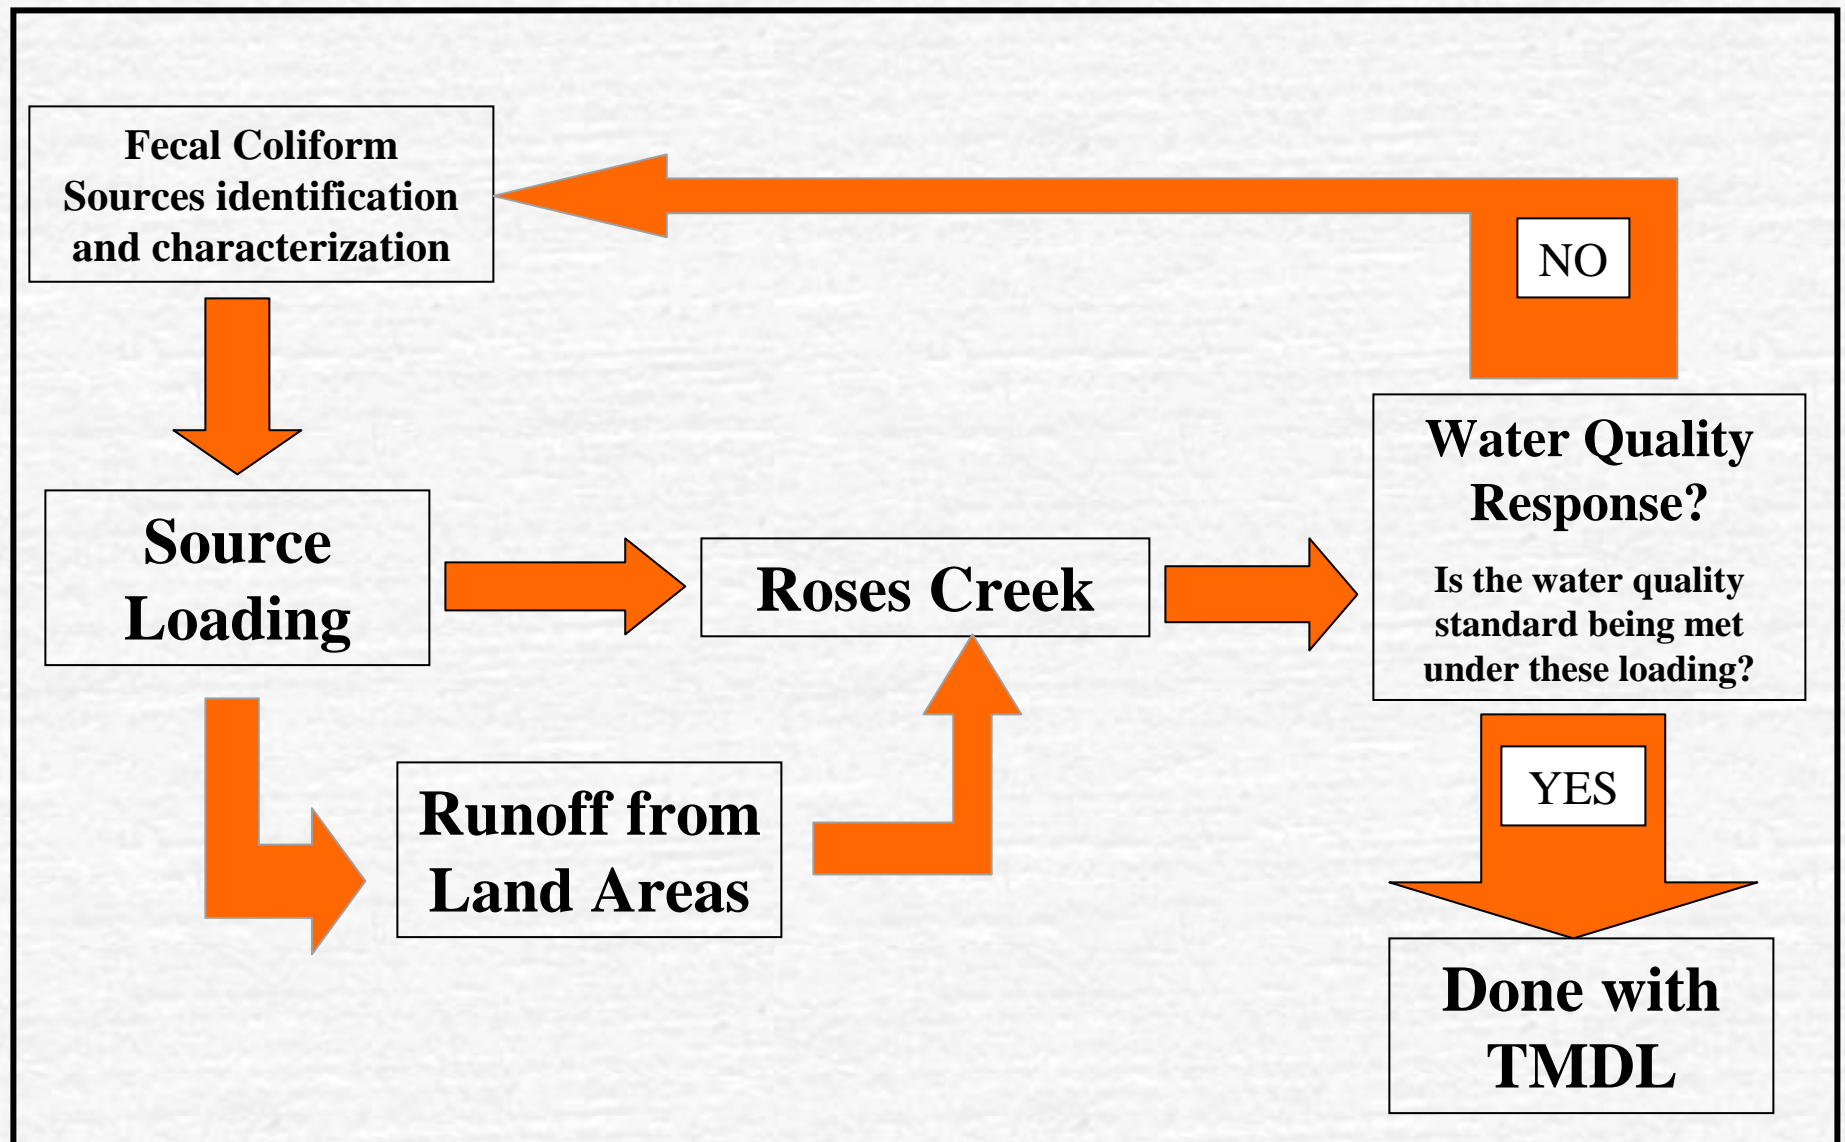 Fecal Coliform
Sources identification
and characterization
NO
Water Quality
Response?
Is the water quality
standard being met
under these loading?
Source
Loading
Roses Creek
Runoff from
Land Areas
YES
Done with
TMDL